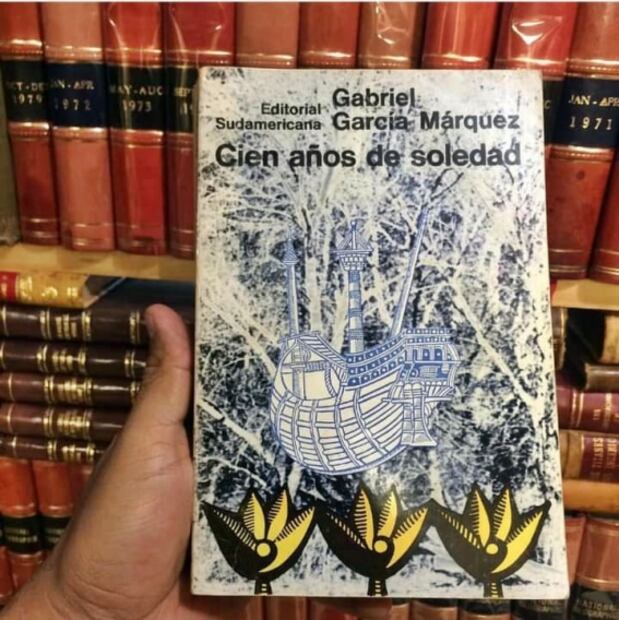 Editorial
Sudamericana
Gabriel
García Márquez
Cien años de soledad
1979
JAN - APR
1972
MAY - AUG
1973
JAN - APR
1971